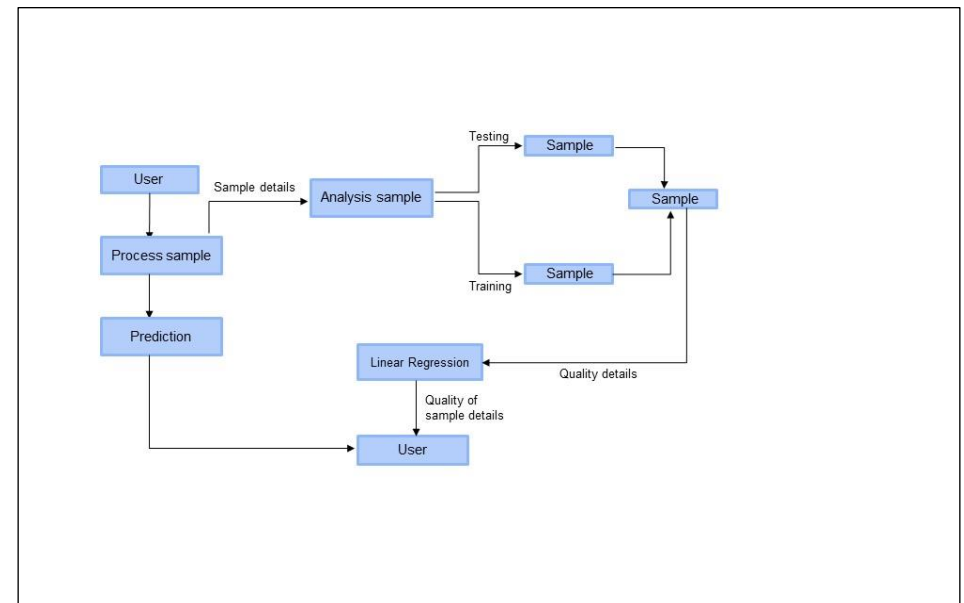 Testing
Sample
User
Sample details
Analysis sample
Sample
Process sample
Sample
Training
Prediction
Linear Regression
Quality details
Quality of
sample details
User